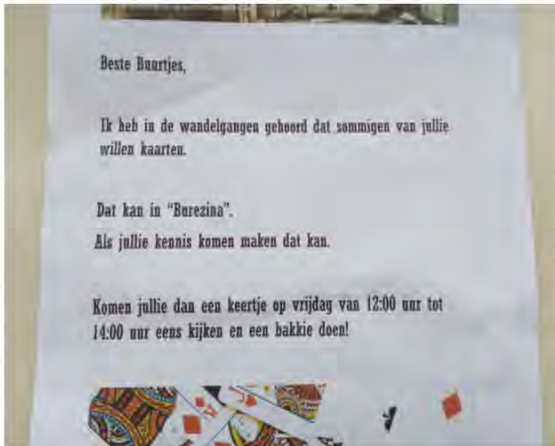 Beste Buurtjes,
Ik heb in de wandelgangen gehoord dat sommigen van jullie
willen kaarten.
Dat kan in “Burezina”.
Als jullie kennis komen maken dat kan.
Komen jullie dan een keertje op vrijdag van 12:00 uur tot
14:00 uur eens kijken en een bakkie doen!